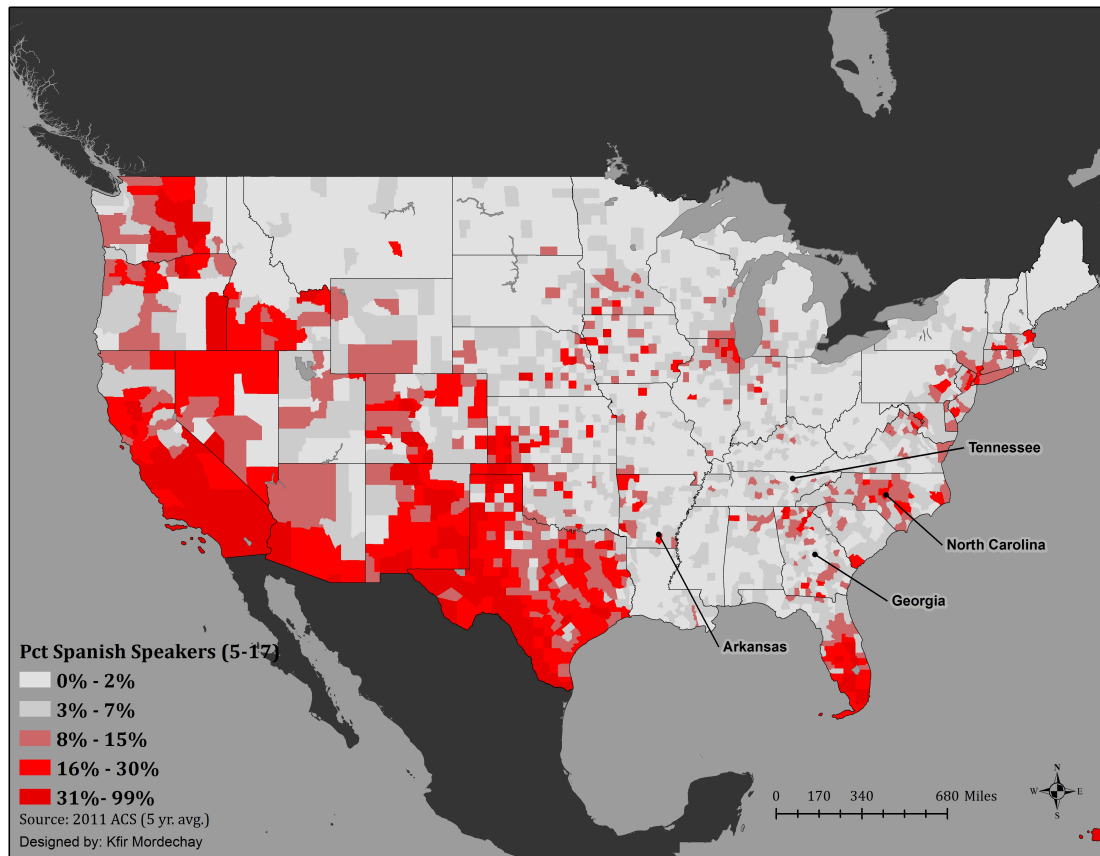 Tennessee
North Carolina
Georgia
Arkansas
Pct Spanish Speakers (5-17)
0% - 2%
3% - 7%
8% - 15%
16% - 30%
31%- 99%
Source: 2011 ACS (5 yr. avg.)
Designed by: Kfir Mordechay
0 170 340 680 Miles
N
W E
S